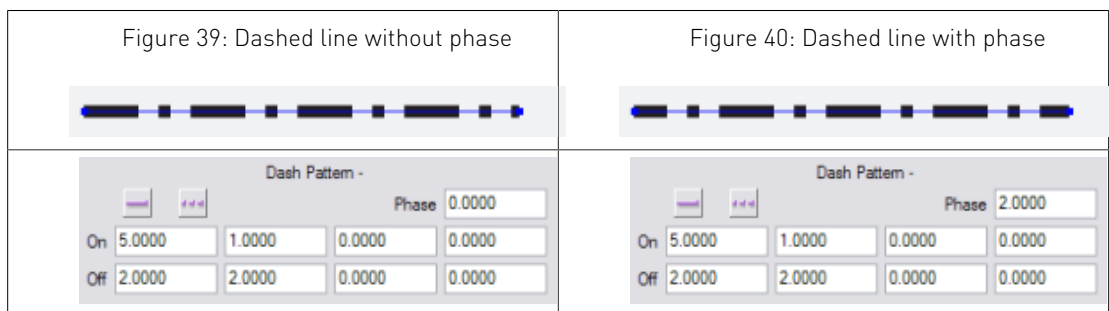 Figure 39: Dashed line without phase
Figure 40: Dashed line with phase
Dash Pattern -
Phase 0.0000
On 5.0000 1.0000 0.0000 0.0000
Off 2.0000 2.0000 0.0000 0.0000
Dash Pattern -
Phase 2.0000
On 5.0000 1.0000 0.0000 0.0000
Off 2.0000 2.0000 0.0000 0.0000